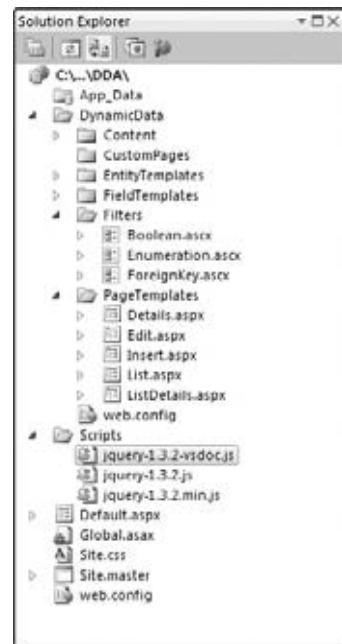 Solution Explorer
C:\...\DDA\
App_Data
DynamicData
Content
CustomPages
EntityTemplates
FieldTemplates
Filters
Boolean.ascx
Enumeration.ascx
ForeignKey.ascx
PageTemplates
Details.aspx
Edit.aspx
Insert.aspx
List.aspx
ListDetails.aspx
web.config
Scripts
jquery-1.3.2-vsdoc.js
jquery-1.3.2.js
jquery-1.3.2.min.js
Default.aspx
Global.asax
Site.css
Site.master
web.config